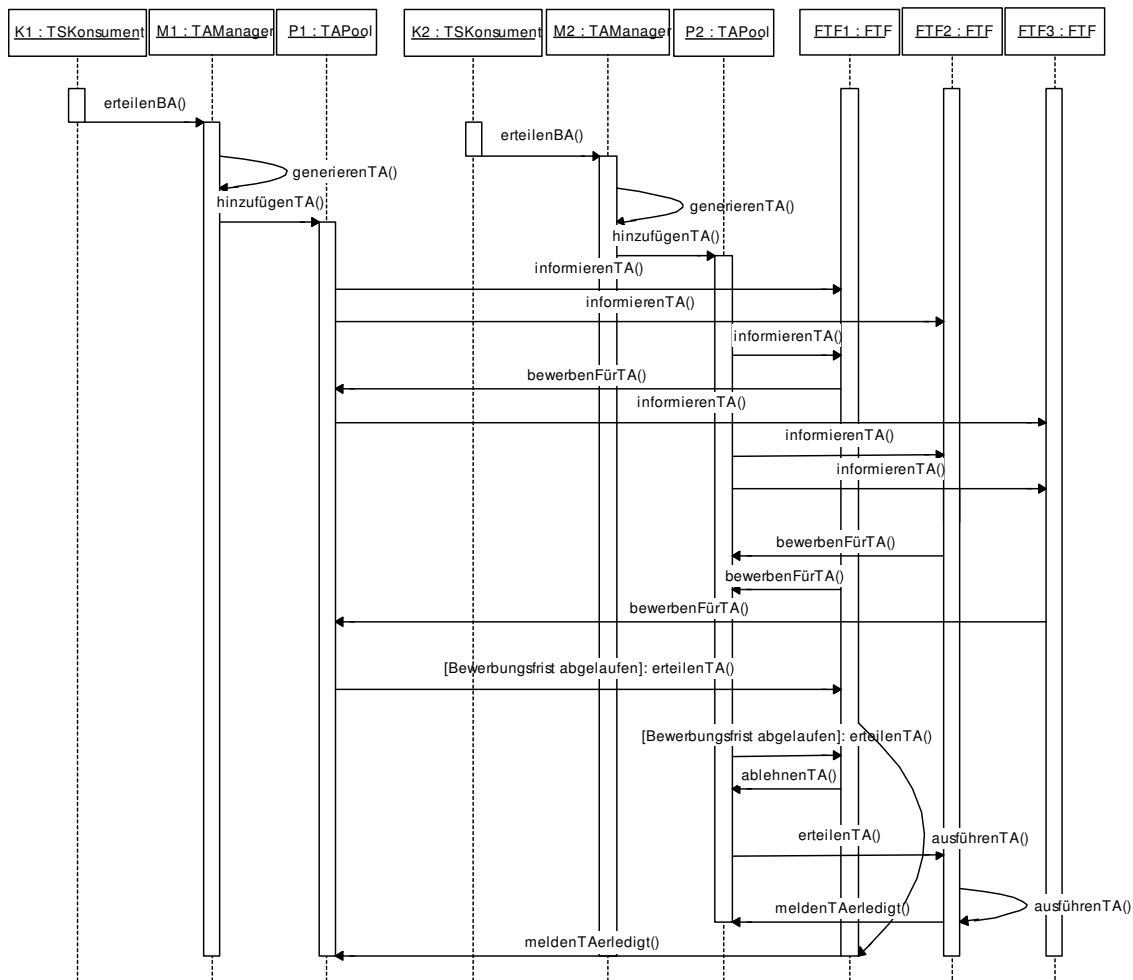 K1 : TSKonsument
M1 : TAManager
P1 : TAPool
K2 : TSKonsument
M2 : TAManager
P2 : TAPool
FTF1 : FTF
FTF2 : FTF
FTF3 : FTF
erteilenBA()
erteilenBA()
generierenTA()
hinzufügenTA()
generierenTA()
hinzufügenTA()
informierenTA()
informierenTA()
informierenTA()
bewerbenFürTA()
informierenTA()
informierenTA()
informierenTA()
bewerbenFürTA()
bewerbenFürTA()
bewerbenFürTA()
[Bewerbungsfrist abgelaufen]: erteilenTA()
[Bewerbungsfrist abgelaufen]: erteilenTA()
ablehnenTA()
erteilenTA()
ausführenTA()
ausführenTA()
meldenTAerledigt()
meldenTAerledigt()